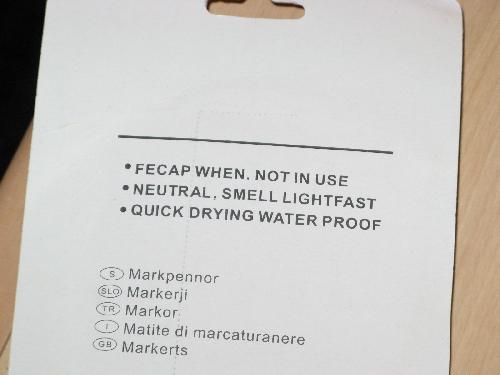 • FECAP WHEN. NOT IN USE
• NEUTRAL, SMELL LIGHTFAST
• QUICK DRYING WATER PROOF
S Markpennor
SLO Markerji
TR Markor
I Matite di marcaturanere
GB Markerts